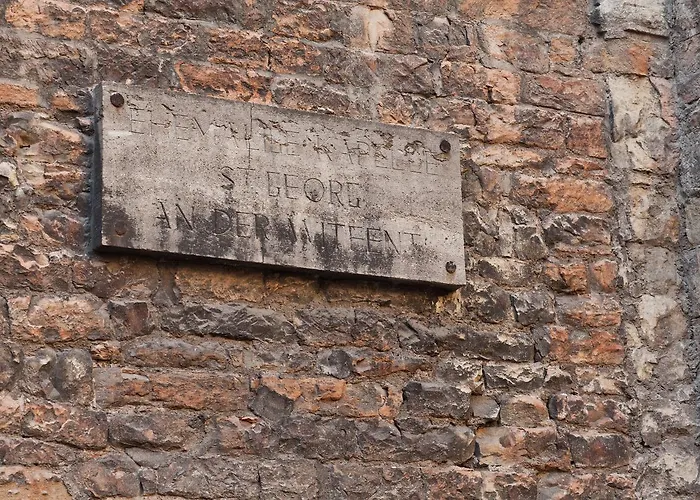 EHEMALIGE KAPELLE
ST. GEORG
AN DER